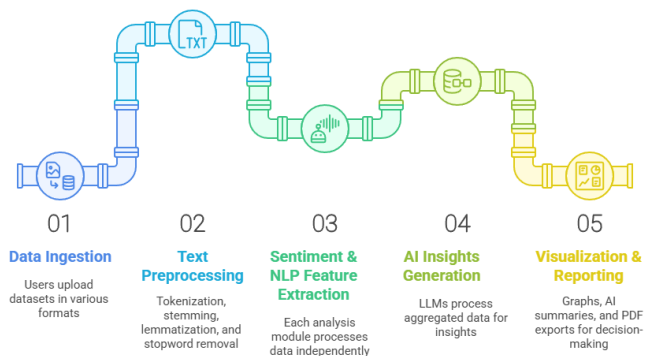 TXT
01
Data Ingestion
Users upload
datasets in various
formats
02
Text
Preprocessing
Tokenization,
stemming,
lemmatization, and
stopword removal
03
Sentiment &
NLP Feature
Extraction
Each analysis
module processes
data independently
04
AI Insights
Generation
LLMs process
aggregated data for
insights
05
Visualization &
Reporting
Graphs, AI
summaries, and PDF
exports for decision-
making